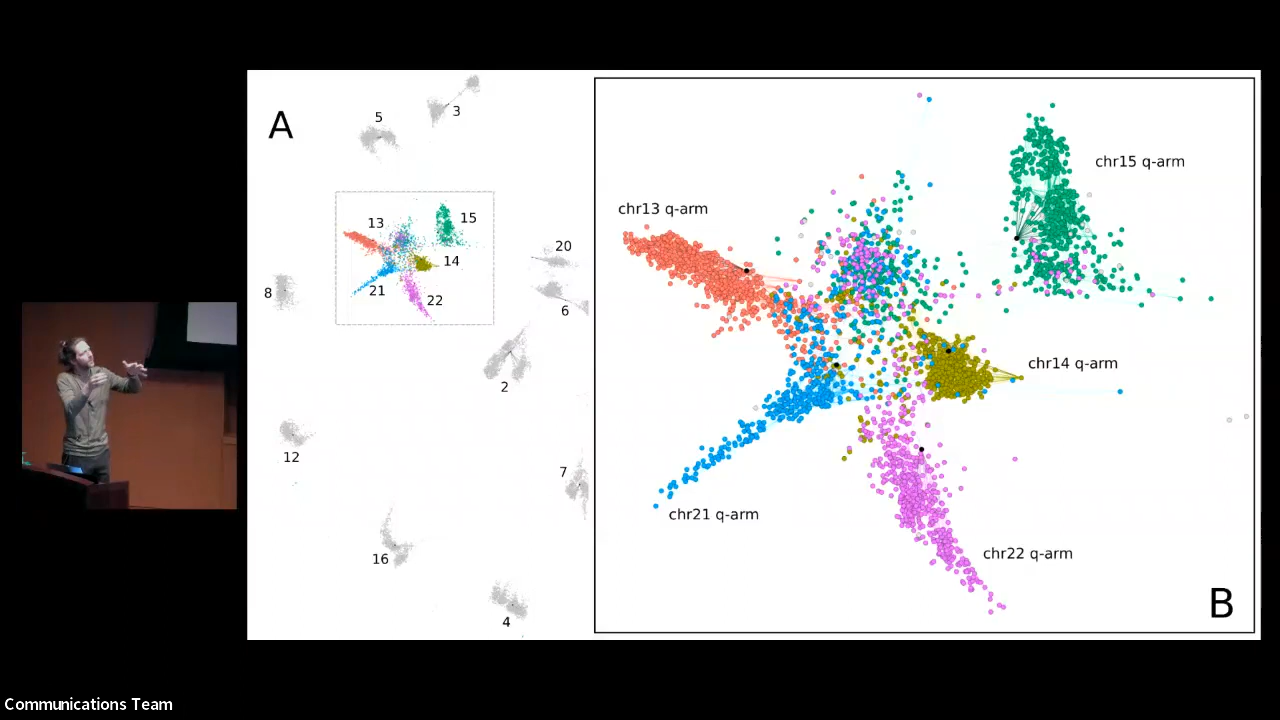 A
5
3
13
15
14
21
22
20
6
8
2
12
7
16
4
chr13 q-arm
chr15 q-arm
chr14 q-arm
chr21 q-arm
chr22 q-arm
B
Communications Team